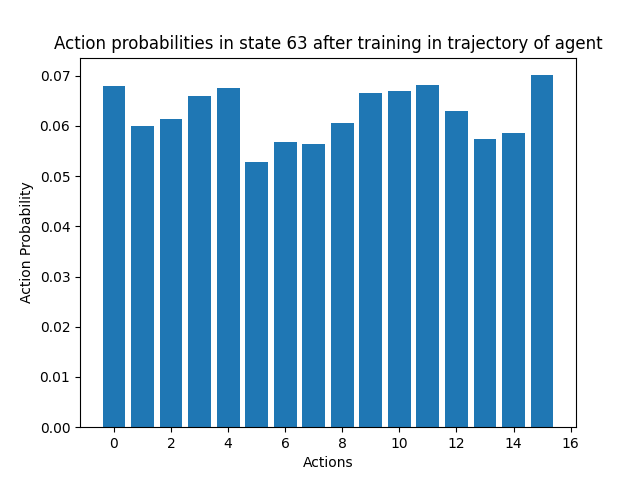 Action probabilities in state 63 after training in trajectory of agent
0.07
0.06
0.05
0.04
0.03
0.02
0.01
0.00
Action Probability
0 2 4 6 8 10 12 14 16
Actions